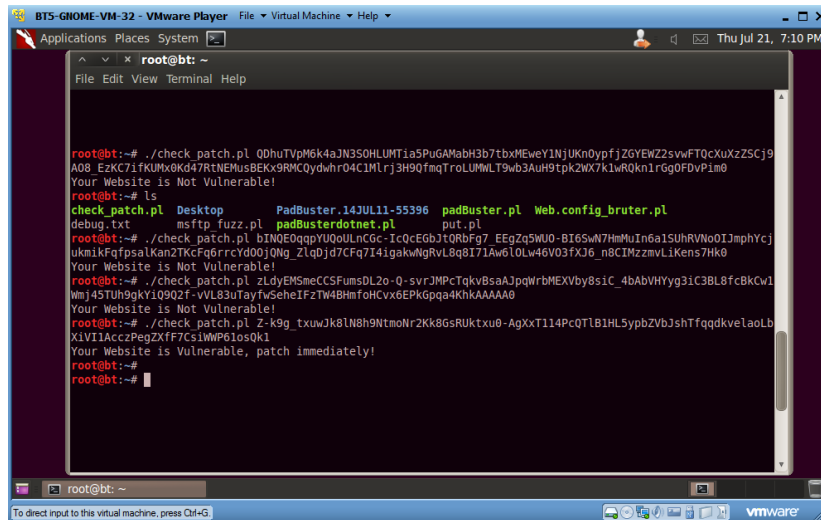 BT5-GNOME-VM-32 - VMware Player File Virtual Machine Help
Applications Places System Thu Jul 21, 7:10 PM
root@bt: ~
File Edit View Terminal Help
root@bt:~# ./check_patch.pl QDhuTVpM6k4aJN3SOHLUMTia5PuGAMabH3b7tbxMEweY1NjUKnOypfjZGYEWZ2svwFTQcXuXzZSCj9
AO8_EzKC7ifKUMx0Kd47RtNEMusBEKx9RMCQydwhrO4C1Mlrj3H9QfmqTroLUMWLT9wb3AuH9tpk2WX7k1wRQkn1rGgOFDvPim0
Your Website is Not Vulnerable!
root@bt:~# ls
check_patch.pl Desktop PadBuster.14JUL11-55396 padBuster.pl Web.config_bruter.pl
debug.txt msftp_fuzz.pl padBusterdotnet.pl put.pl
root@bt:~# ./check_patch.pl bINQEOqqpYUQoULnCGc-IcQcEGbJtQRbFg7_EEgZq5WUO-BI6SwN7HmMuIn6a1SUhRVNoOIJmphYcj
ukmikFqfpsalKan2TKcFq6rrcYdOOjQNg_ZlqDjd7CFq7I4igakwNgRvL8q8I71Aw6lOLw46VO3fXJ6_n8CIMzzmvLiKens7Hk0
Your Website is Not Vulnerable!
root@bt:~# ./check_patch.pl zLdyEMSmeCCSFumsDL2o-Q-svrJMPcTqkvBsaAJpqWrbMEXVby8siC_4bAbVHYyg3iC3BL8fcBkCw1
Wmj45TUh9gkYiQ9Q2f-vVL83uTayfwSeheIFzTW4BHmfoHCvx6EPkGpqa4KhkAAAAA0
Your Website is Not Vulnerable!
root@bt:~# ./check_patch.pl Z-k9g_txuwJk8lN8h9NtmoNr2Kk8GsRUktxu0-AgXxT114PcQTlB1HL5ypbZVbJshTfqqdkvelaoLb
XiVI1AcczPegZXfF7CsiWWP61osQk1
Your Website is Vulnerable, patch immediately!
root@bt:~#
root@bt:~#
root@bt: ~
To direct input to this virtual machine, press Ctrl+G.
vmware